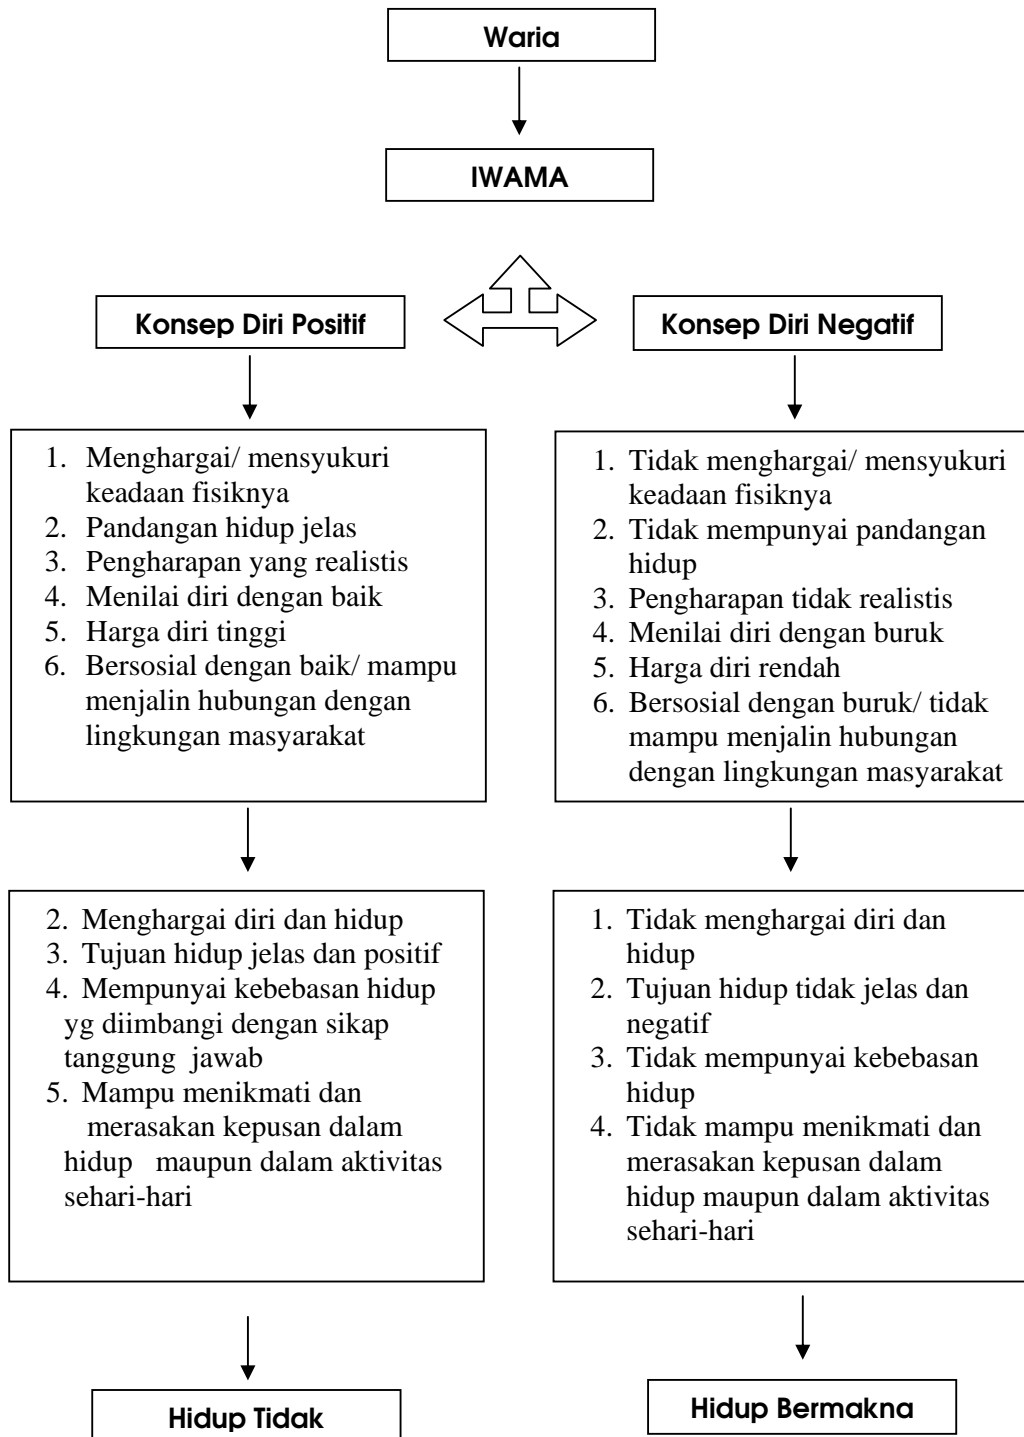 Waria
IWAMA
Konsep Diri Positif
Konsep Diri Negatif
1. Menghargai/ mensyukuri
keadaan fisiknya
2. Pandangan hidup jelas
3. Pengharapan yang realistis
4. Menilai diri dengan baik
5. Harga diri tinggi
6. Bersosial dengan baik/ mampu
menjalin hubungan dengan
lingkungan masyarakat
1. Tidak menghargai/ mensyukuri
keadaan fisiknya
2. Tidak mempunyai pandangan
hidup
3. Pengharapan tidak realistis
4. Menilai diri dengan buruk
5. Harga diri rendah
6. Bersosial dengan buruk/ tidak
mampu menjalin hubungan
dengan lingkungan masyarakat
2. Menghargai diri dan hidup
3. Tujuan hidup jelas dan positif
4. Mempunyai kebebasan hidup
yg diimbangi dengan sikap
tanggung jawab
5. Mampu menikmati dan
merasakan kepusan dalam
hidup maupun dalam aktivitas
sehari-hari
1. Tidak menghargai diri dan
hidup
2. Tujuan hidup tidak jelas dan
negatif
3. Tidak mempunyai kebebasan
hidup
4. Tidak mampu menikmati dan
merasakan kepusan dalam
hidup maupun dalam aktivitas
sehari-hari
Hidup Tidak
Hidup Bermakna